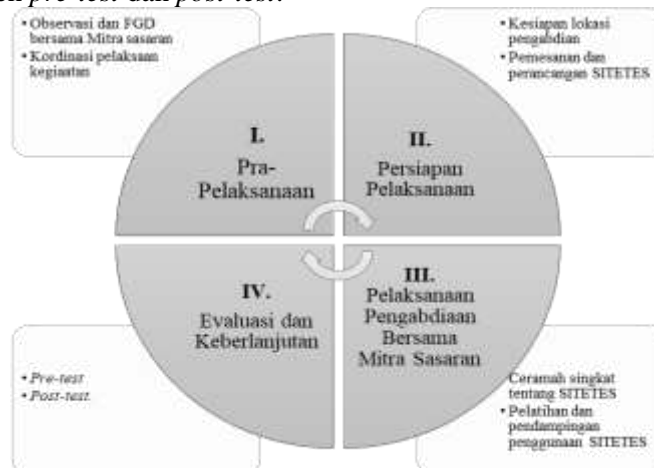 pre-test dan post-test.
• Observasi dan FGD
bersama Mitra sasaran
• Kordinasi pelaksaan
kegiaatan
• Kesiapan lokasi
pengabdian
• Pemesanan dan
perancangan SITETES
I.
Pra-
Pelaksanaan
II.
Persiapan
Pelaksanaan
IV.
Evaluasi dan
Keberlanjutan
III.
Pelaksanaan
Pengabdiaan
Bersama
Mitra Sasaran
• Pre-test
• Post-test
Ceramah singkat
tentang SITETES
• Pelatihan dan
pendampingan
penggunaan SITETES